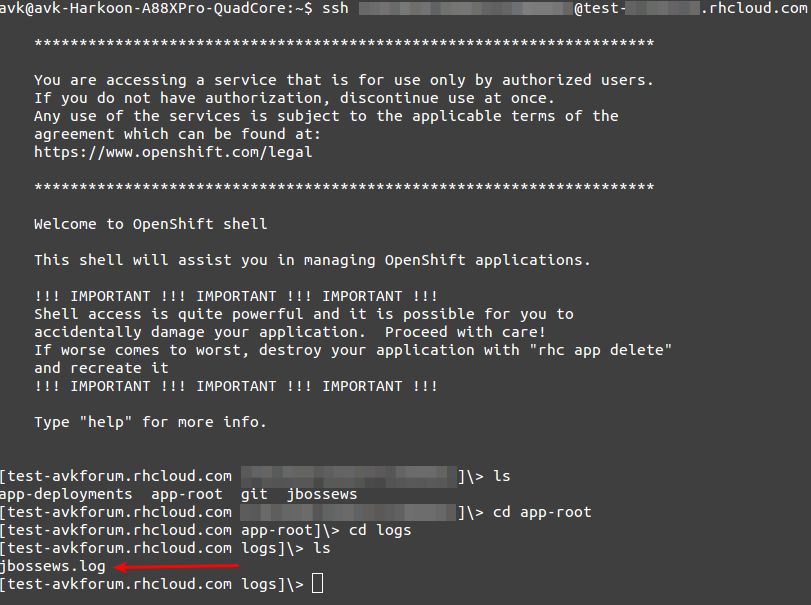 avk@avk-Harkoon-A88XPro-QuadCore:~$ ssh @test- .rhcloud.com
*********************************************************************
You are accessing a service that is for use only by authorized users.
If you do not have authorization, discontinue use at once.
Any use of the services is subject to the applicable terms of the
agreement which can be found at:
https://www.openshift.com/legal
*********************************************************************
Welcome to OpenShift shell
This shell will assist you in managing OpenShift applications.
!!! IMPORTANT !!! IMPORTANT !!! IMPORTANT !!!
Shell access is quite powerful and it is possible for you to
accidentally damage your application.  Proceed with care!
If worse comes to worst, destroy your application with "rhc app delete"
and recreate it
!!! IMPORTANT !!! IMPORTANT !!! IMPORTANT !!!
Type "help" for more info.
[test-avkforum.rhcloud.com ]\> ls
app-deployments  app-root  git  jbossews
[test-avkforum.rhcloud.com ]\> cd app-root
[test-avkforum.rhcloud.com app-root]\> cd logs
[test-avkforum.rhcloud.com logs]\> ls
jbossews.log
[test-avkforum.rhcloud.com logs]\>